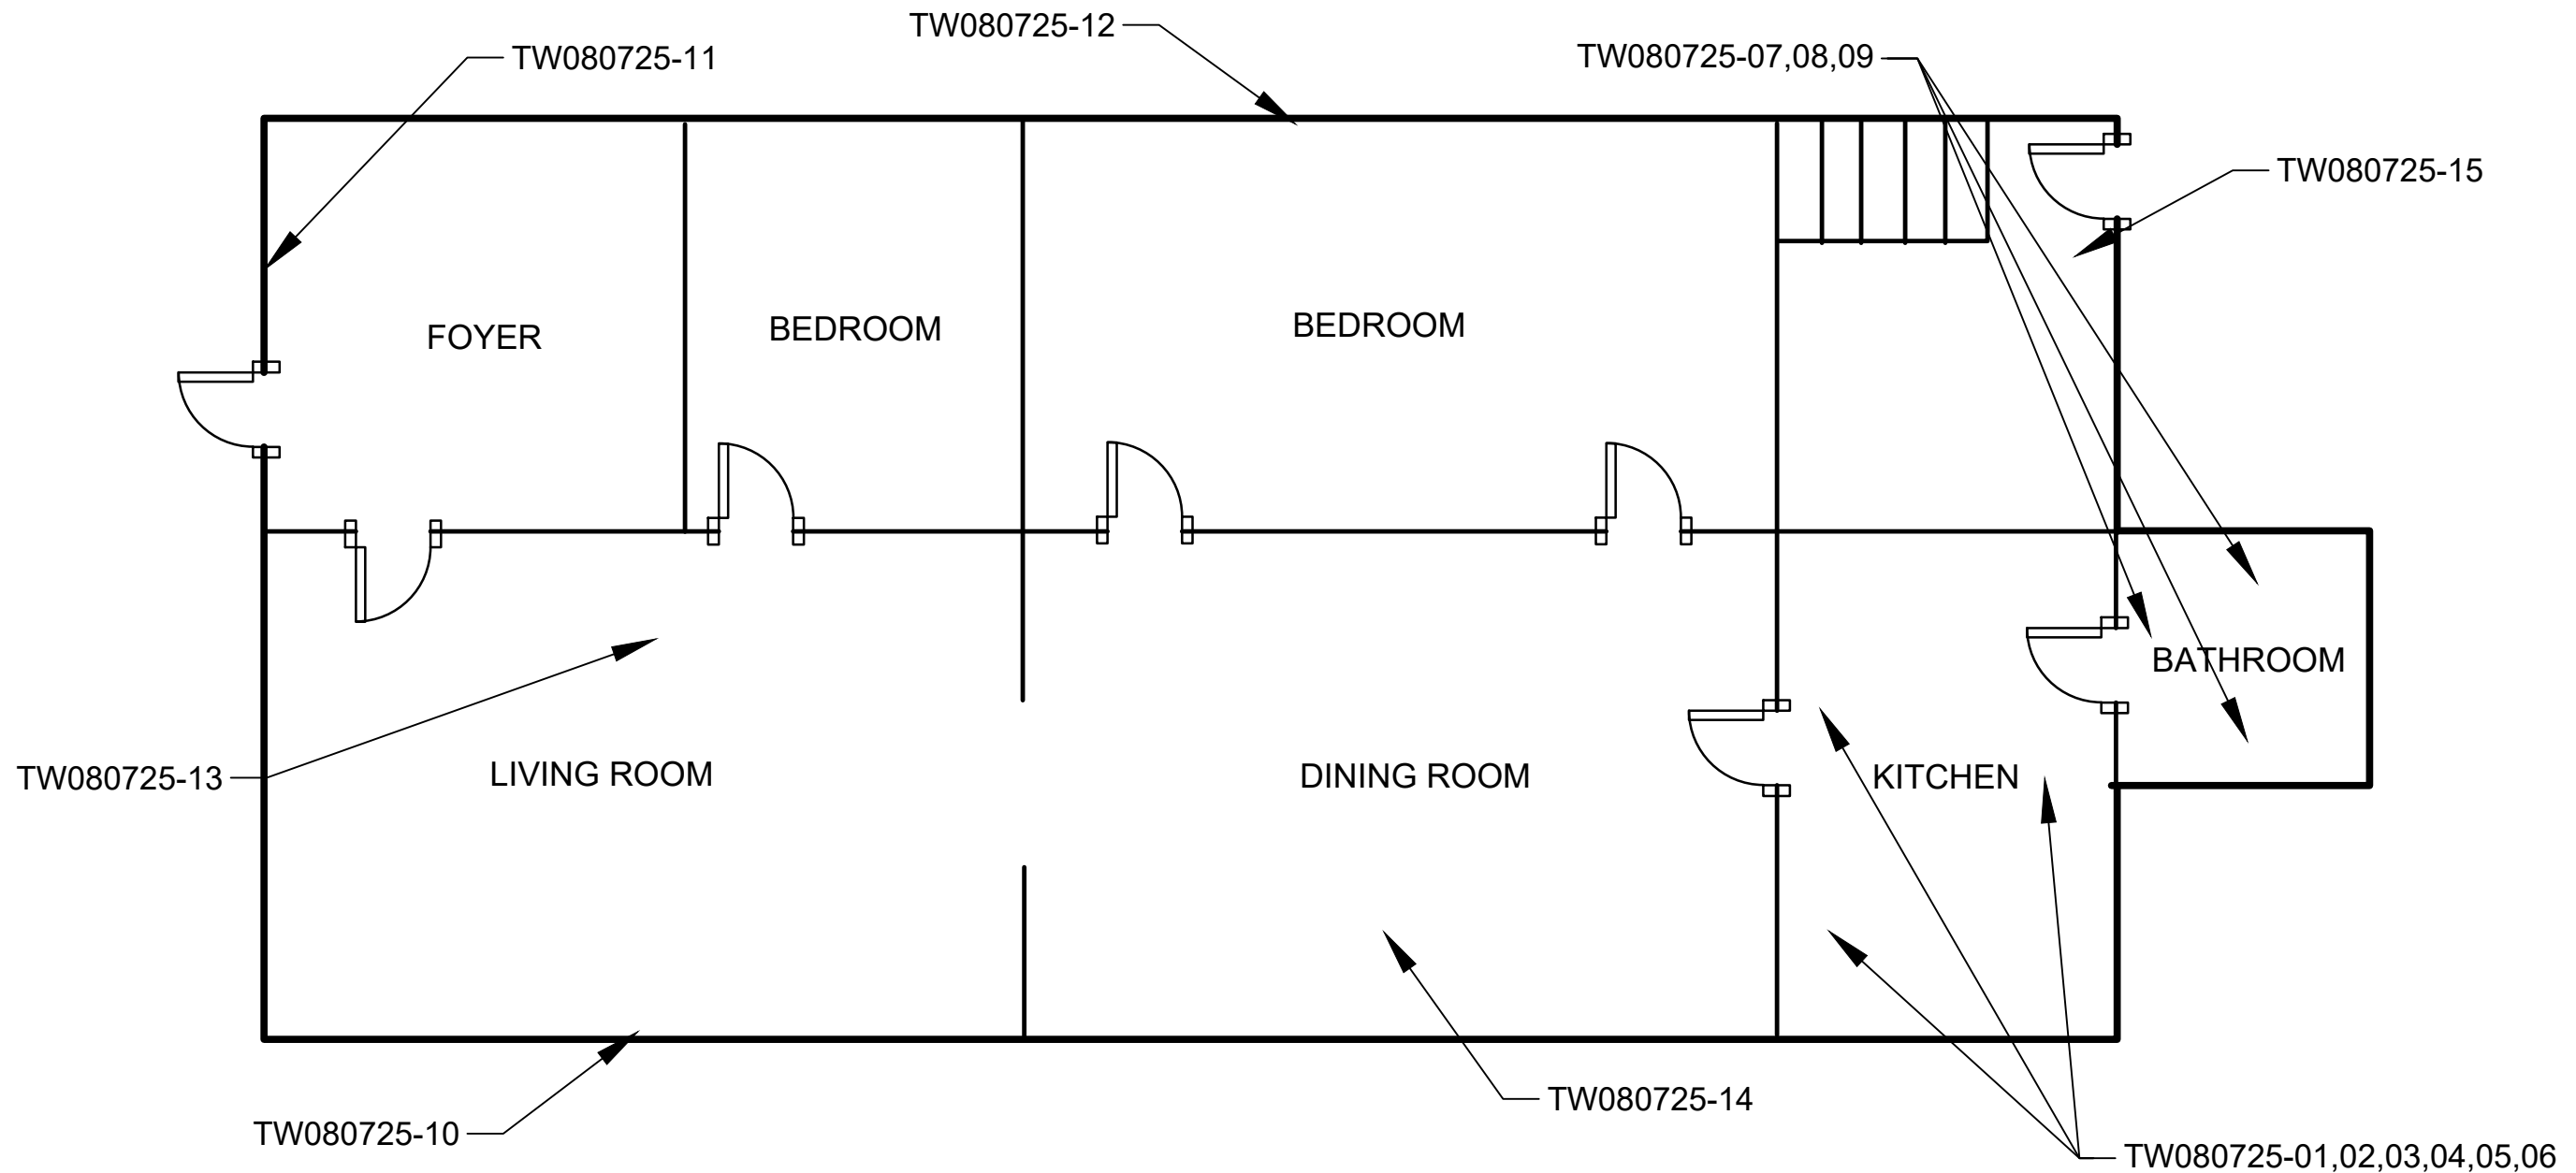 TW080725-12
TW080725-11
TW080725-07,08,09
TW080725-15
FOYER
BEDROOM
BEDROOM
BATHROOM
TW080725-13
LIVING ROOM
DINING ROOM
KITCHEN
TW080725-14
TW080725-10
TW080725-01,02,03,04,05,06